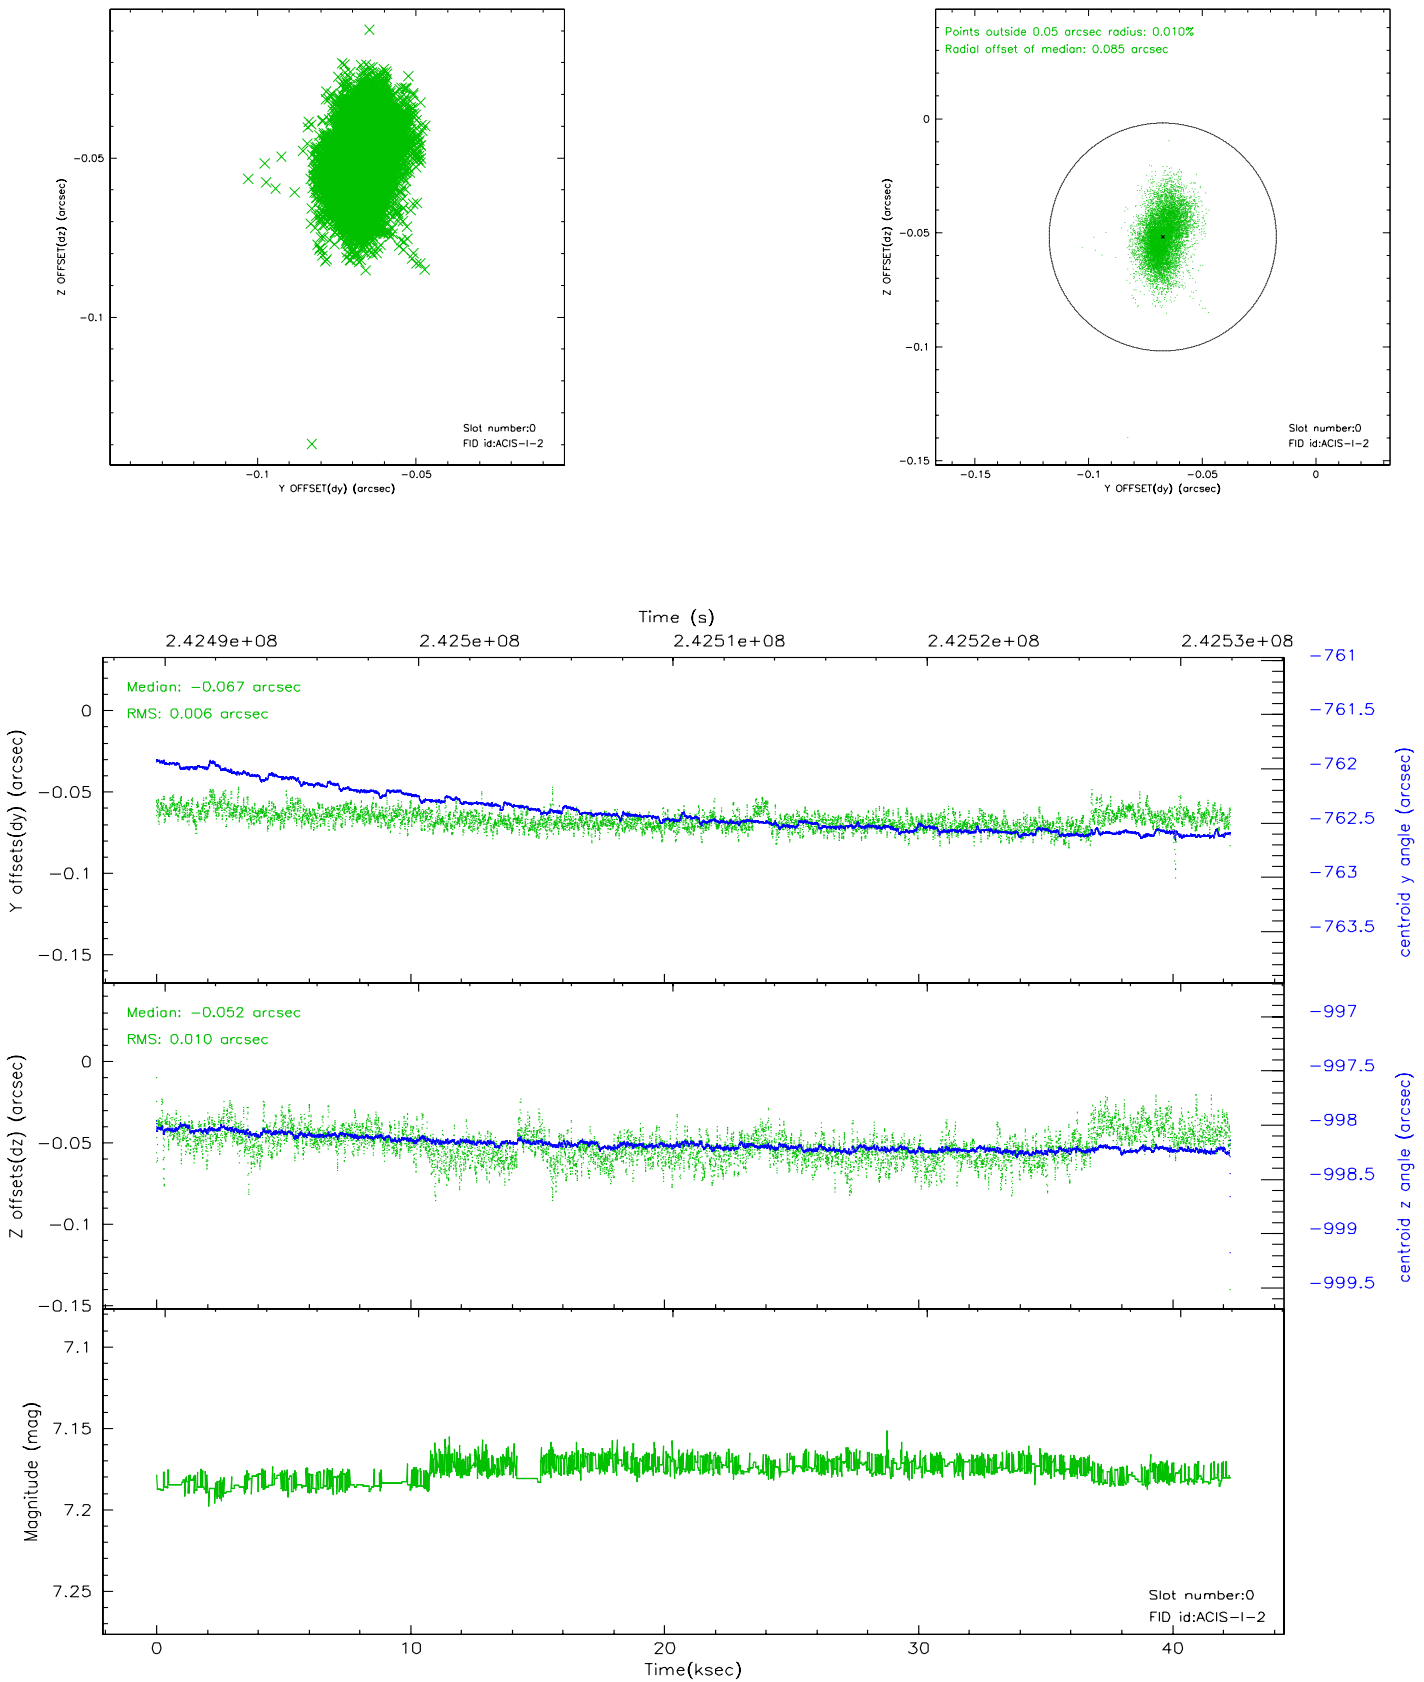 −0.05
−0.1
Z OFFSET(dz) (arcsec)
Slot number:0
FID id:ACIS−I−2
−0.1
−0.05
Y OFFSET(dy) (arcsec)
Points outside 0.05 arcsec radius: 0.010%
Radial offset of median: 0.085 arcsec
0
−0.05
−0.1
−0.15
Z OFFSET(dz) (arcsec)
Slot number:0
FID id:ACIS−I−2
−0.15
−0.1
−0.05
0
Y OFFSET(dy) (arcsec)
Time (s)
2.4249e+08
2.425e+08
2.4251e+08
2.4252e+08
2.4253e+08
Median: −0.067 arcsec
RMS: 0.006 arcsec
0
−0.05
−0.1
−0.15
Y offsets(dy) (arcsec)
−761
−761.5
−762
−762.5
−763
−763.5
centroid y angle (arcsec)
Median: −0.052 arcsec
RMS: 0.010 arcsec
0
−0.05
−0.1
−0.15
Z offsets(dz) (arcsec)
−997
−997.5
−998
−998.5
−999
−999.5
centroid z angle (arcsec)
7.1
7.15
7.2
7.25
Magnitude (mag)
Slot number:0
FID id:ACIS−I−2
0
10
20
30
40
Time(ksec)